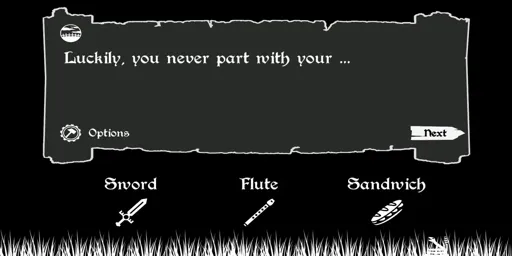 Luckily, you never part with your ...
Options
Next
Sword
Flute
Sandwich